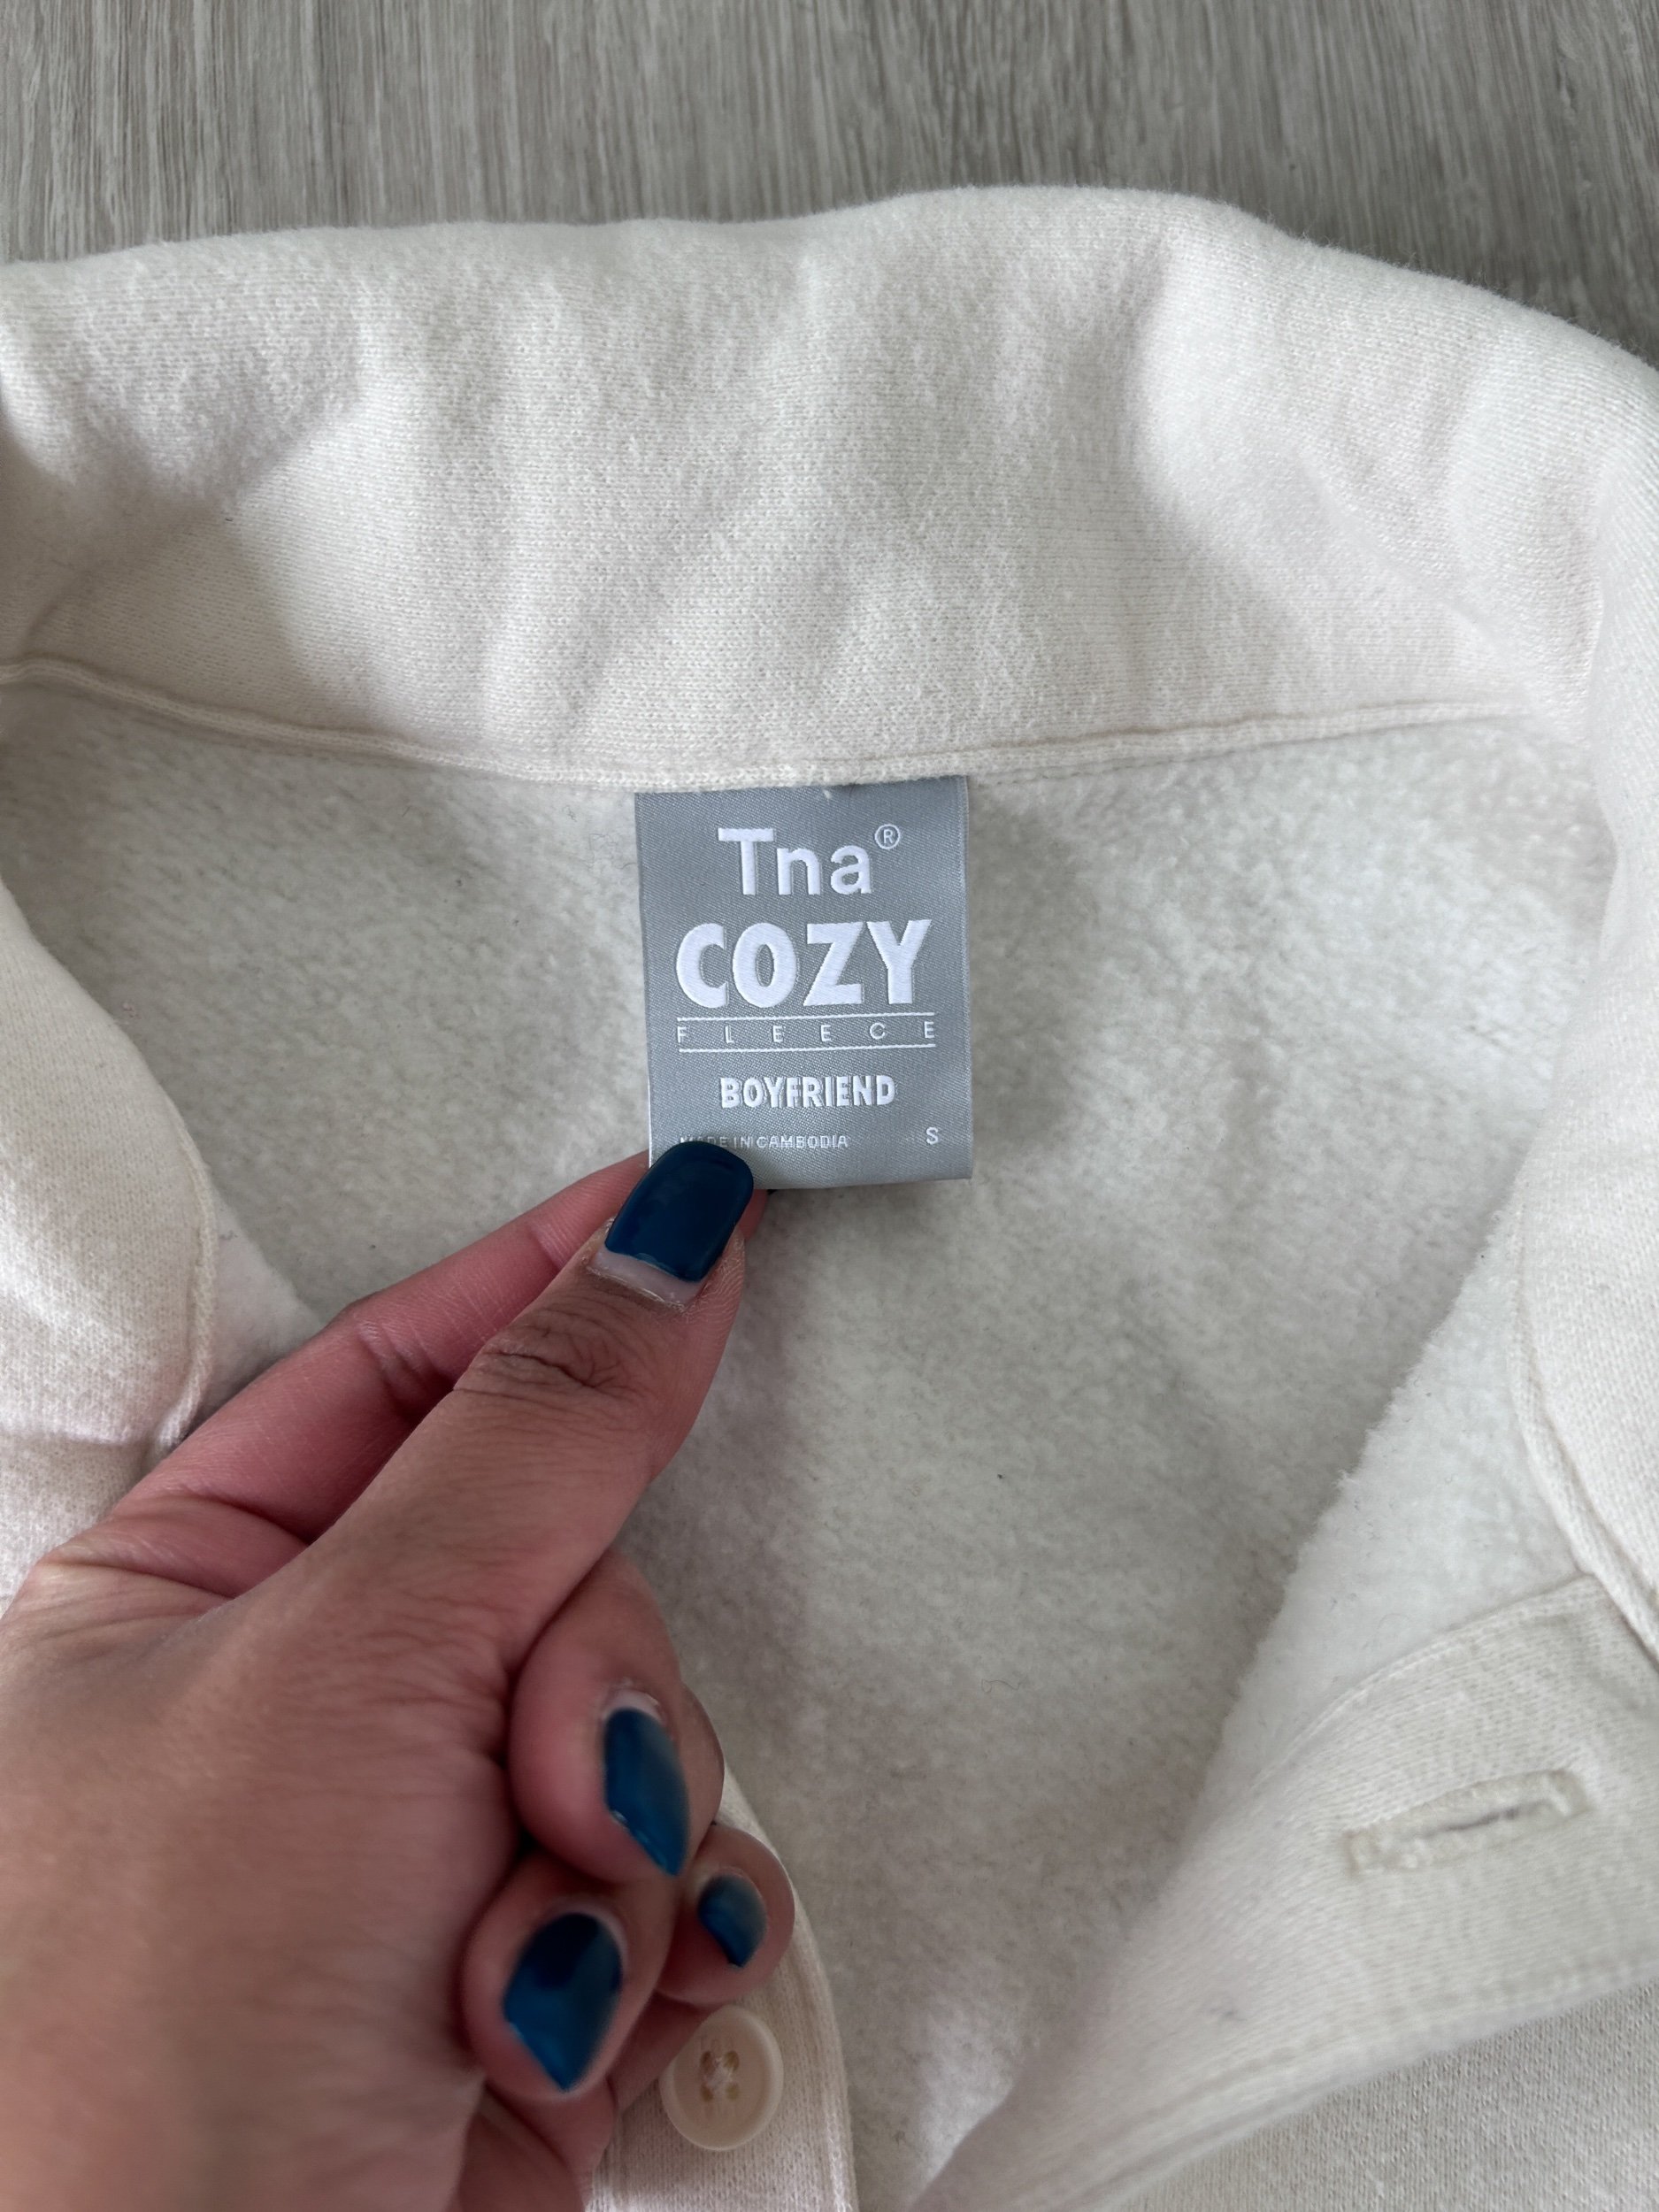 Tna®
COZY
FLEECE
BOYFRIEND
MADE IN CAMBODIA S